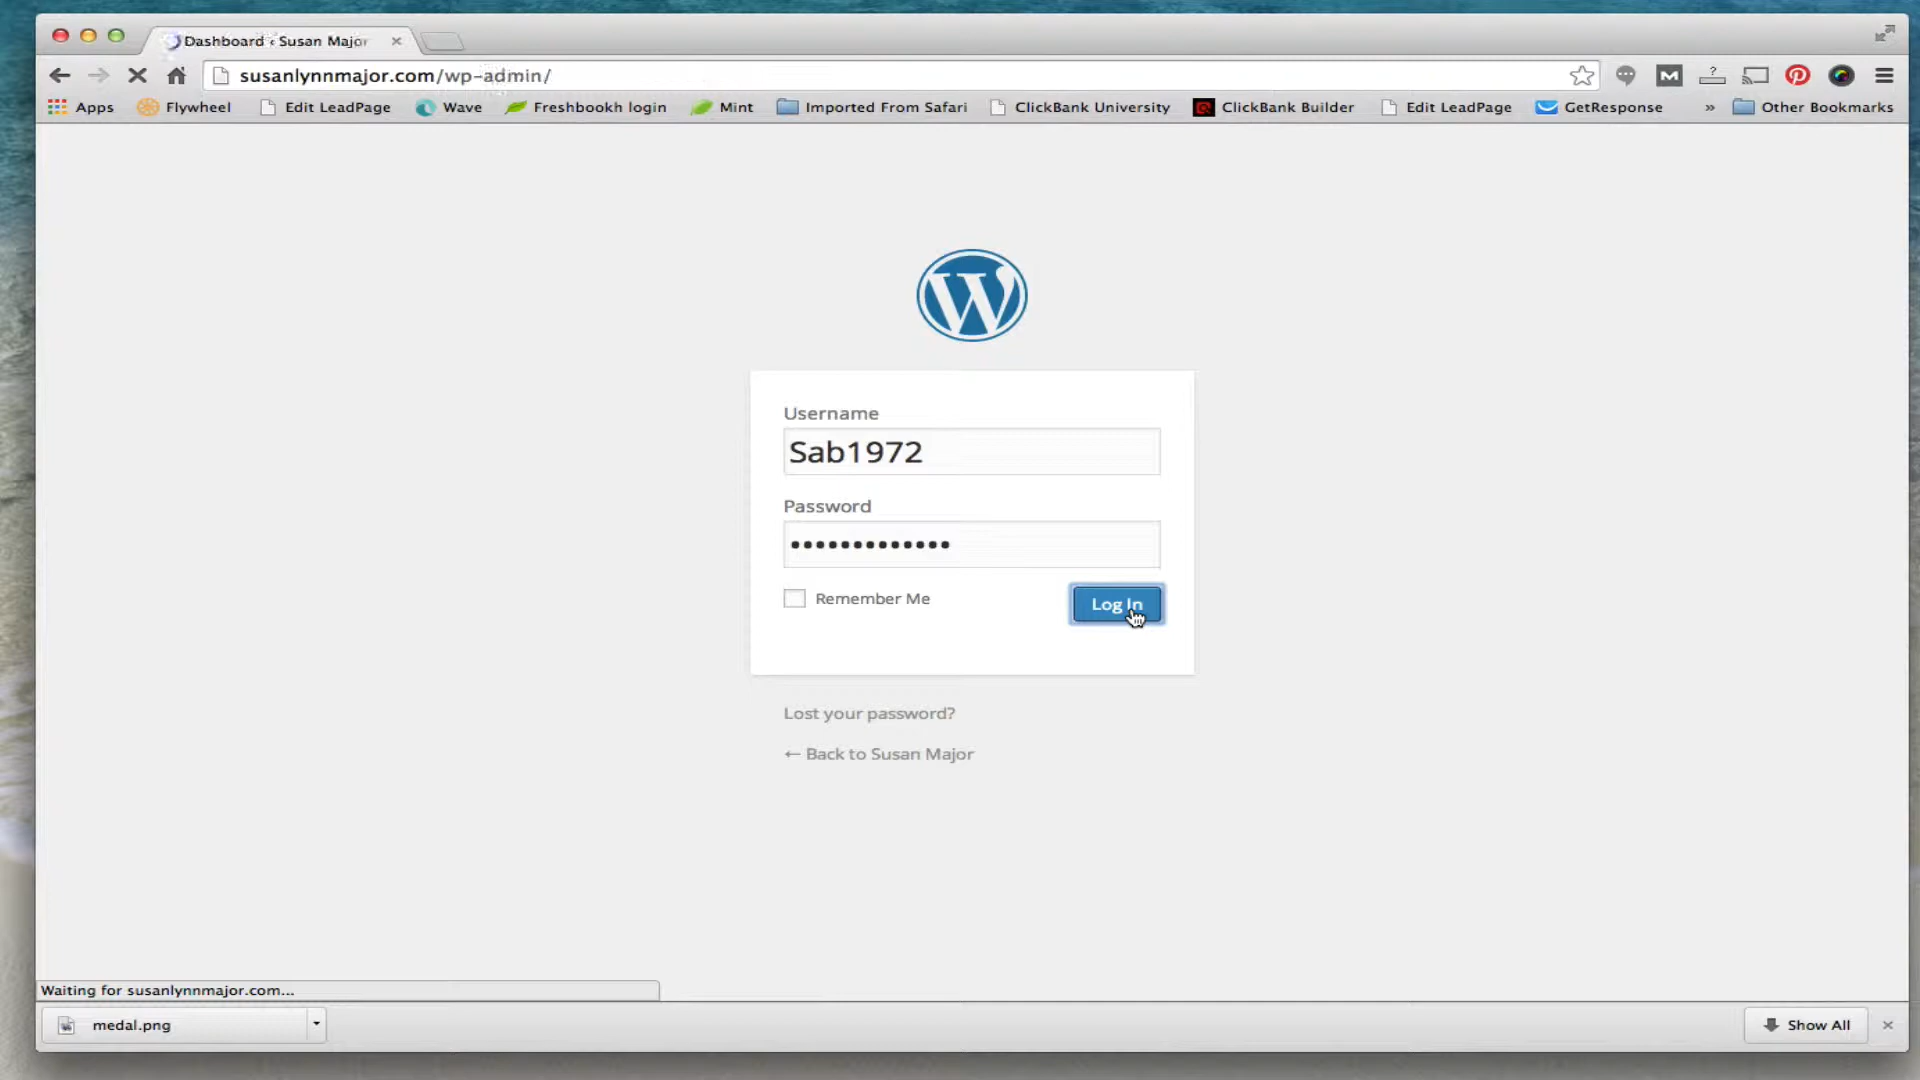 Dashboard ‹ Susan Major
susanlynnmajor.com/wp-admin/
Apps Flywheel Edit LeadPage Wave Freshbookh login Mint Imported From Safari ClickBank University ClickBank Builder Edit LeadPage GetResponse » Other Bookmarks
Username
Sab1972
Password
•••••••••••••
Remember Me Log In
Lost your password?
← Back to Susan Major
Waiting for susanlynnmajor.com...
medal.png Show All